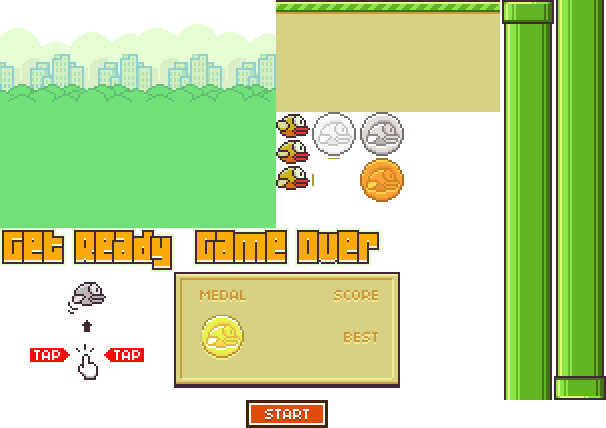 Get Ready
Game Over
MEDAL
SCORE
BEST
TAP
TAP
START